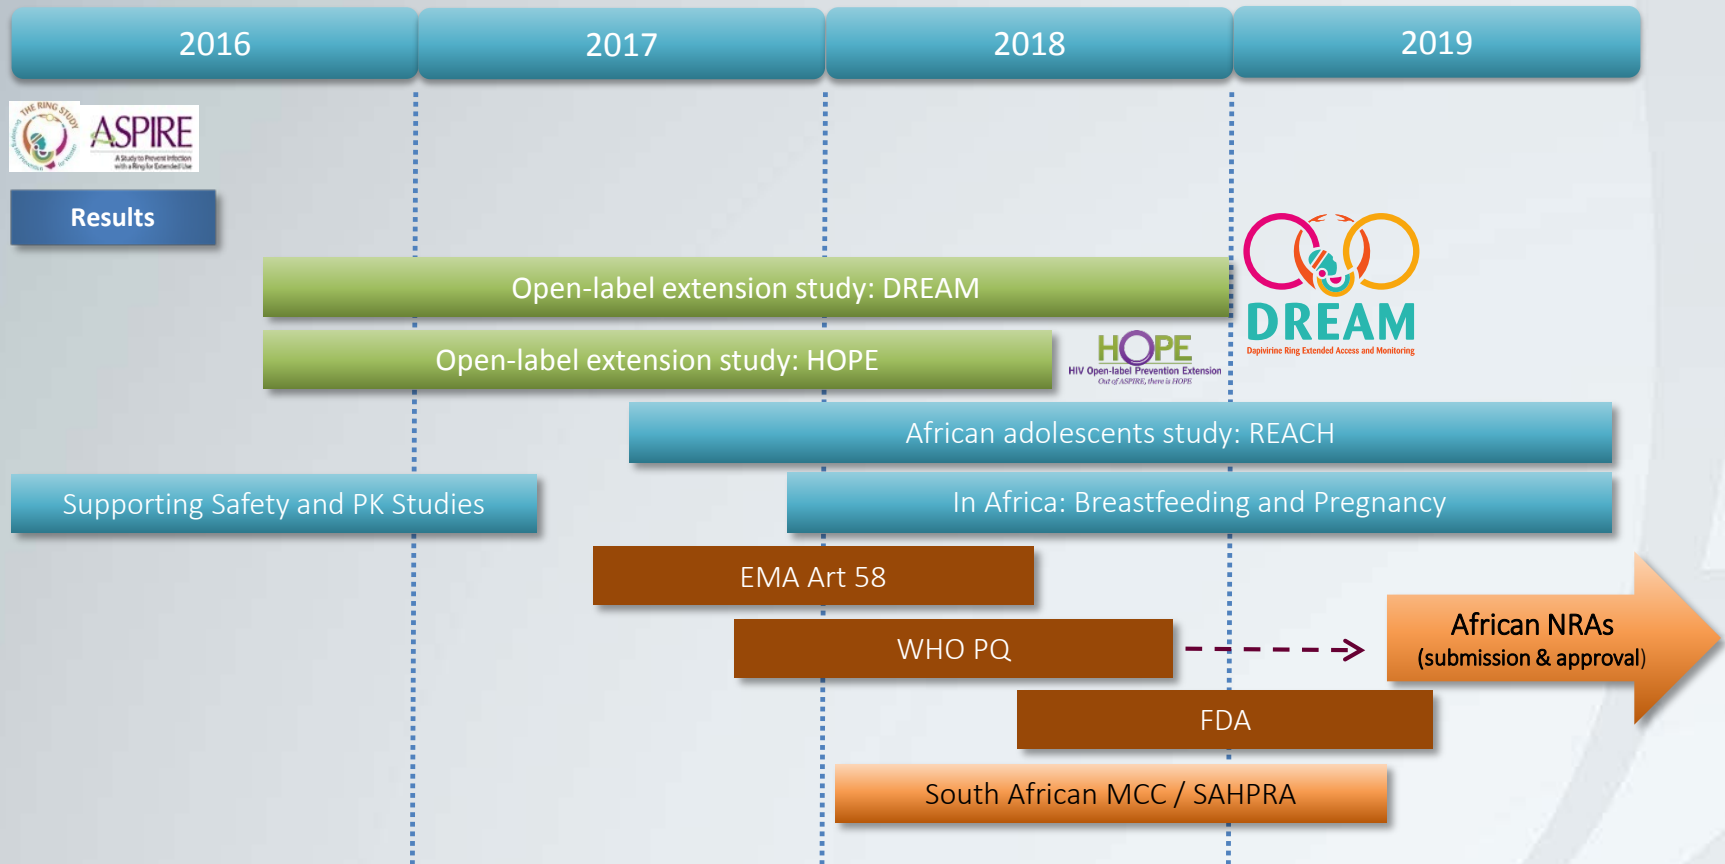 2016
2017
2018
2019
THE RING STUDY
ASPIRE
A Study to Prevent Infection
with a Ring for Extended Use
Results
Open-label extension study: DREAM
DREAM
Dapivirine Ring Extended Access and Monitoring
Open-label extension study: HOPE
HOPE
HIV Open-label Prevention Extension
Out of ASPIRE, there is HOPE
African adolescents study: REACH
Supporting Safety and PK Studies
In Africa: Breastfeeding and Pregnancy
EMA Art 58
WHO PQ
African NRAs
(submission & approval)
FDA
South African MCC / SAHPRA